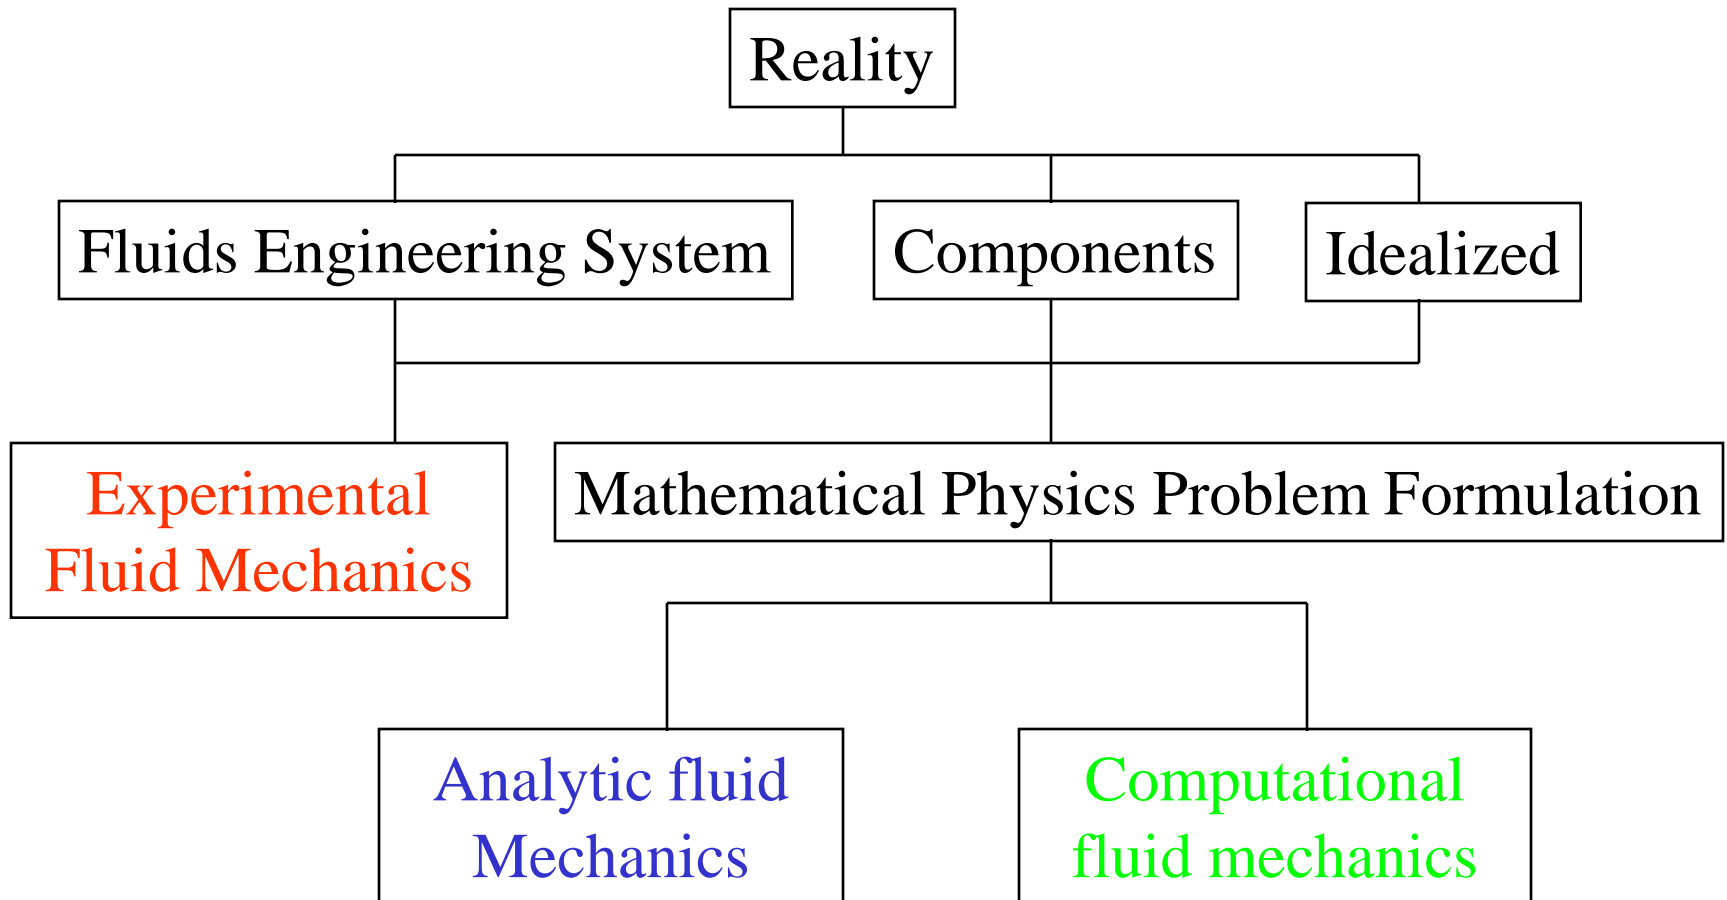 Reality
Fluids Engineering System
Components
Idealized
Experimental
Fluid Mechanics
Mathematical Physics Problem Formulation
Analytic fluid
Mechanics
Computational
fluid mechanics